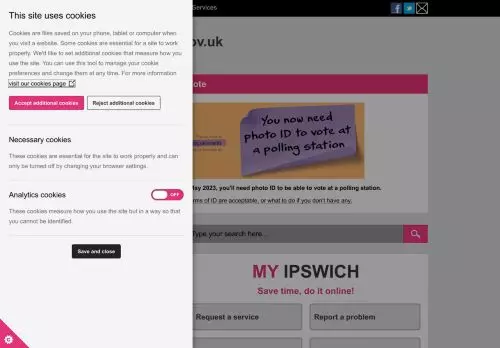 This site uses cookies
Cookies are files saved on your phone, tablet or computer when
you visit a website. Some cookies are essential for a site to work
properly. We'd like to set additional cookies that measure how
you use the site. You can use this tool to manage your cookie
preferences and change them at any time. For more information
visit our cookies page
Accept additional cookies
Reject additional cookies
Necessary cookies
These cookies are essential for the site to work properly and can
only be turned off by changing your browser settings.
Analytics cookies
OFF
These cookies measure how you use the site but in a way so that
you cannot be identified.
Save and close
Services
ov.uk
ote
You now need
photo ID to vote at
a polling station.
May 2023, you'll need photo ID to be able to vote at a polling station.
rms of ID are acceptable, or what to do if you don't have any.
Type your search here...
MY IPSWICH
Save time, do it online!
Request a service
Report a problem